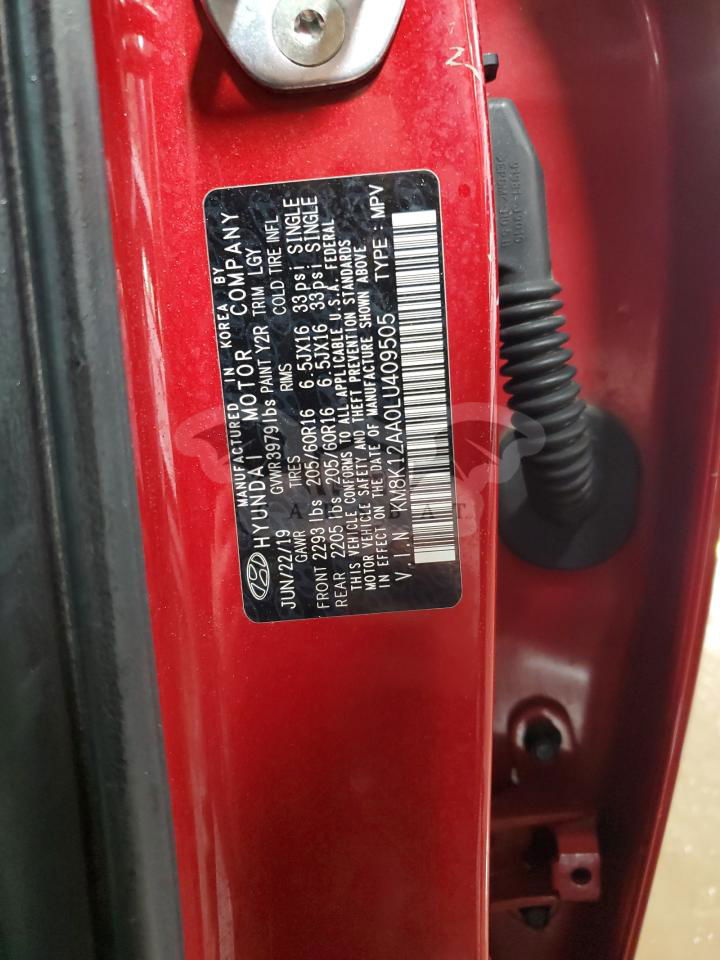 MANUFACTURED IN KOREA BY
HYUNDAI MOTOR COMPANY
JUN/22/19 GVWR3979lbs PAINT Y2R TRIM LGY
GAWR TIRES RIMS COLD TIRE INFL
FRONT 2293 lbs 205/60R16 6.5JX16 33psi SINGLE
REAR 2205 lbs 205/60R16 6.5JX16 33psi SINGLE
THIS VEHICLE CONFORMS TO ALL APPLICABLE U.S.A. FEDERAL
MOTOR VEHICLE SAFETY AND THEFT PREVENTION STANDARDS
IN EFFECT ON THE DATE OF MANUFACTURE SHOWN ABOVE
V.I.N KM8K12AA0LU409505 TYPE : MPV